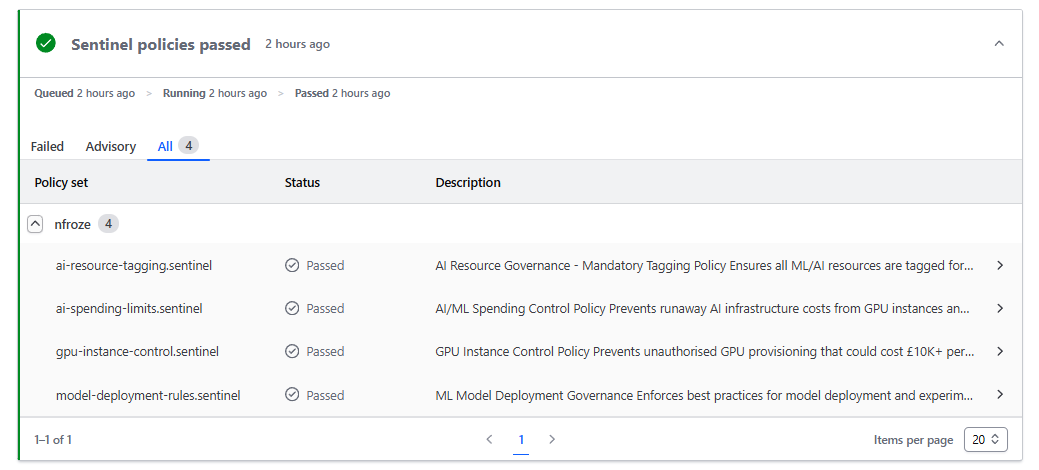 Sentinel policies passed 2 hours ago
Queued 2 hours ago > Running 2 hours ago > Passed 2 hours ago
Failed Advisory All 4
Policy set Status Description
nfroze 4
ai-resource-tagging.sentinel Passed AI Resource Governance - Mandatory Tagging Policy Ensures all ML/AI resources are tagged for...
ai-spending-limits.sentinel Passed AI/ML Spending Control Policy Prevents runaway AI infrastructure costs from GPU instances an...
gpu-instance-control.sentinel Passed GPU Instance Control Policy Prevents unauthorised GPU provisioning that could cost £10K+ per...
model-deployment-rules.sentinel Passed ML Model Deployment Governance Enforces best practices for model deployment and experim...
1–1 of 1 1 Items per page 20